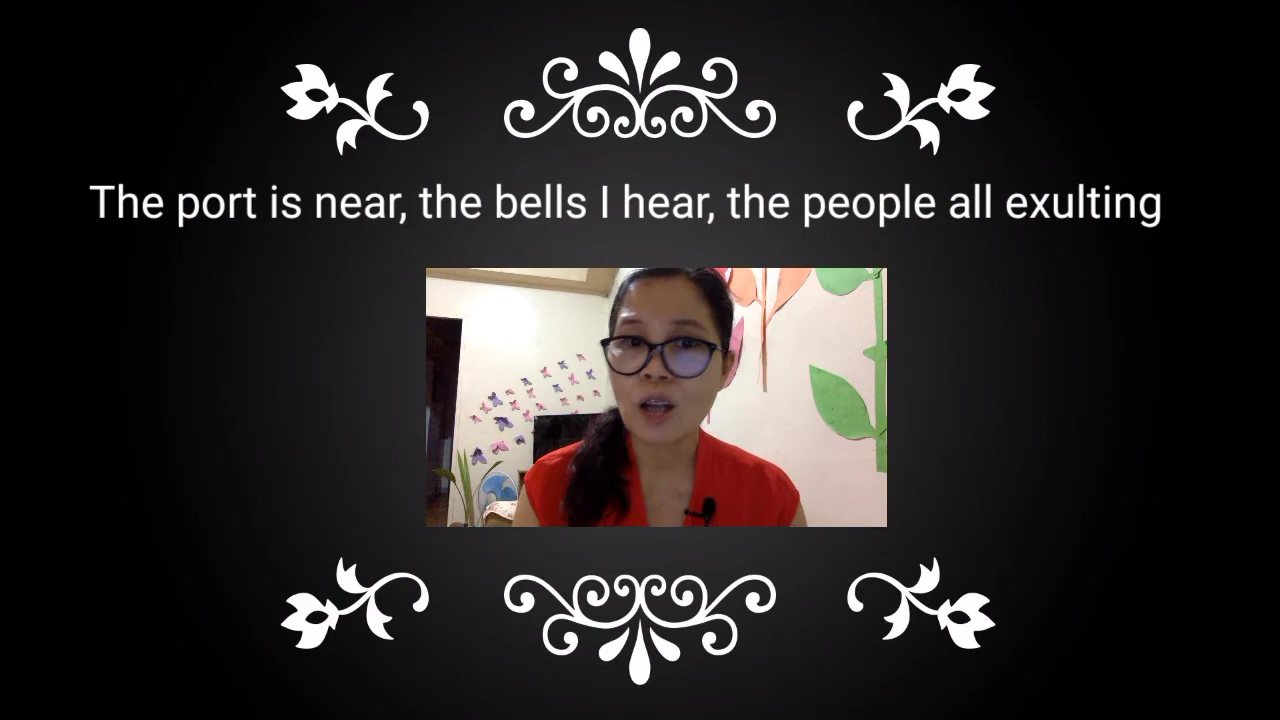 The port is near, the bells I hear, the people all exulting